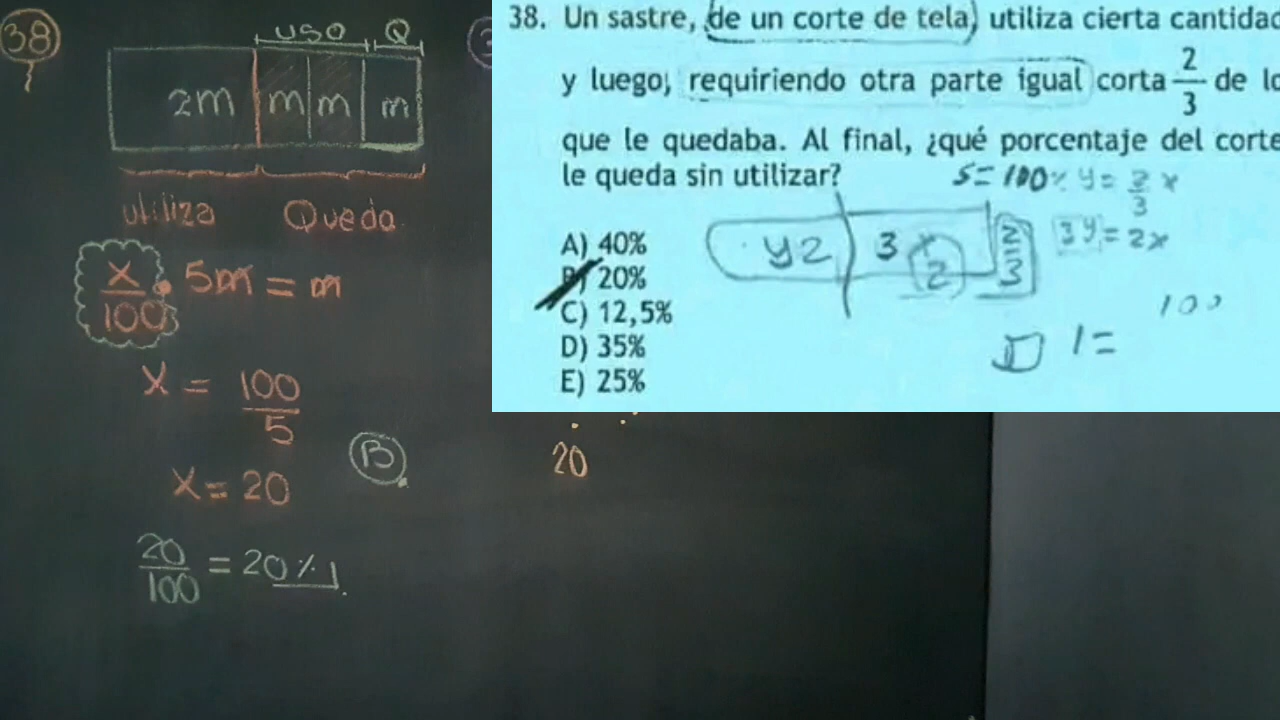 38
USO Q
2m m m m
utiliza Queda
x/100 . 5m = m
x = 100/5
x = 20
B
20/100 = 20%
20
38. Un sastre, de un corte de tela, utiliza cierta cantidad
y luego, requiriendo otra parte igual corta 2/3 de lo
que le quedaba. Al final, ¿qué porcentaje del corte
le queda sin utilizar?
5= 100% y = 2/3 x
3y = 2x
y2 3 2 2/3
A) 40%
B) 20%
C) 12,5%
D) 35%
E) 25%
1 =
100